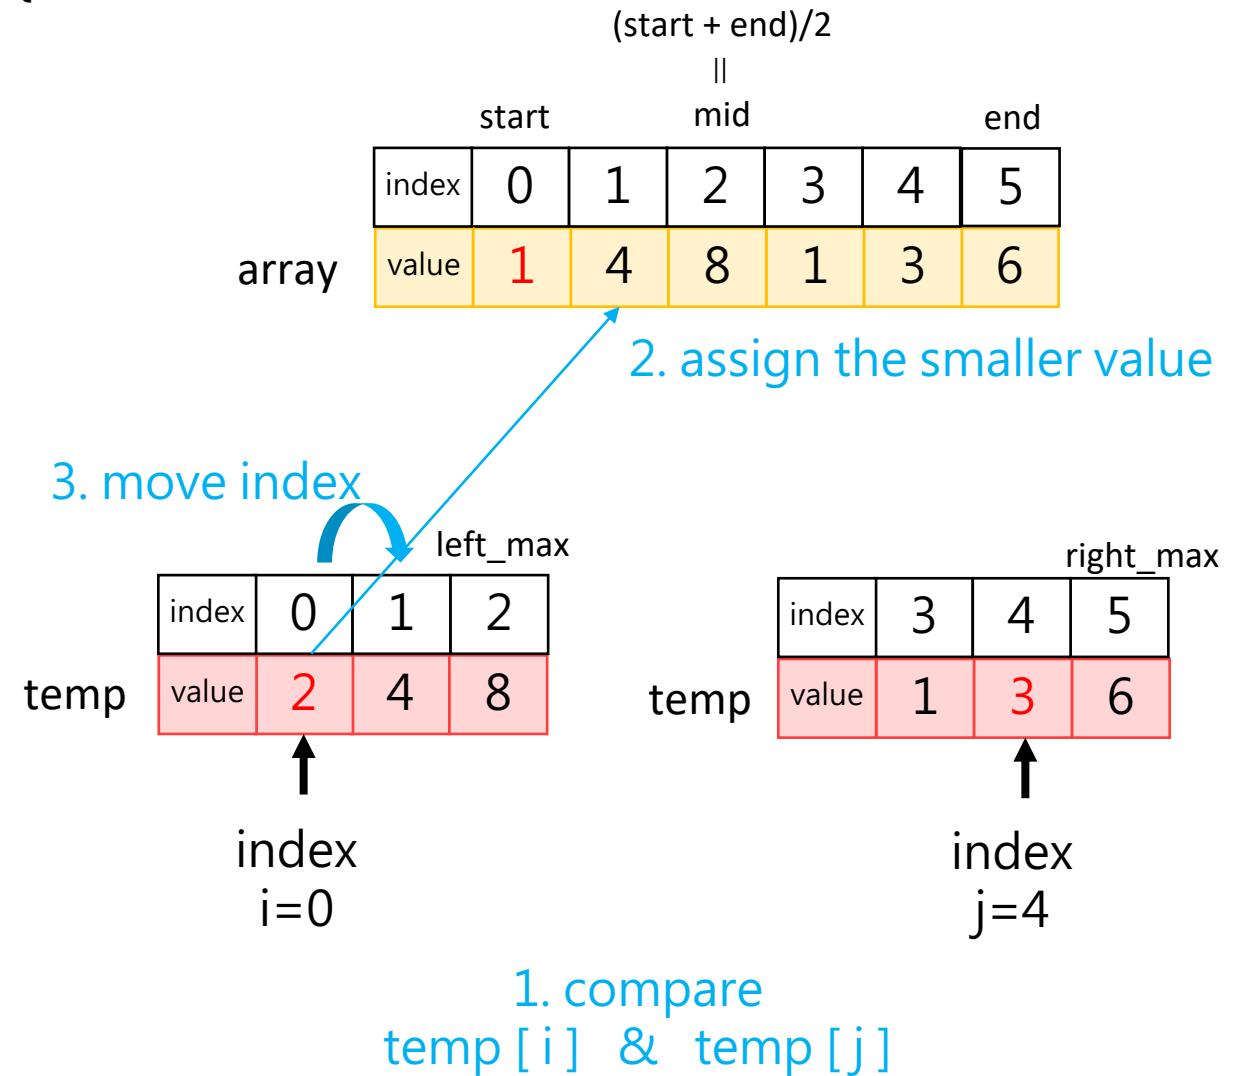 (start + end)/2
=
start mid end
index 0 1 2 3 4 5
array value 1 4 8 1 3 6
2. assign the smaller value
3. move index
left_max
right_max
index 0 1 2
index 3 4 5
temp value 2 4 8
temp value 1 3 6
index
i=0
index
j=4
1. compare
temp [ i ] & temp [ j ]